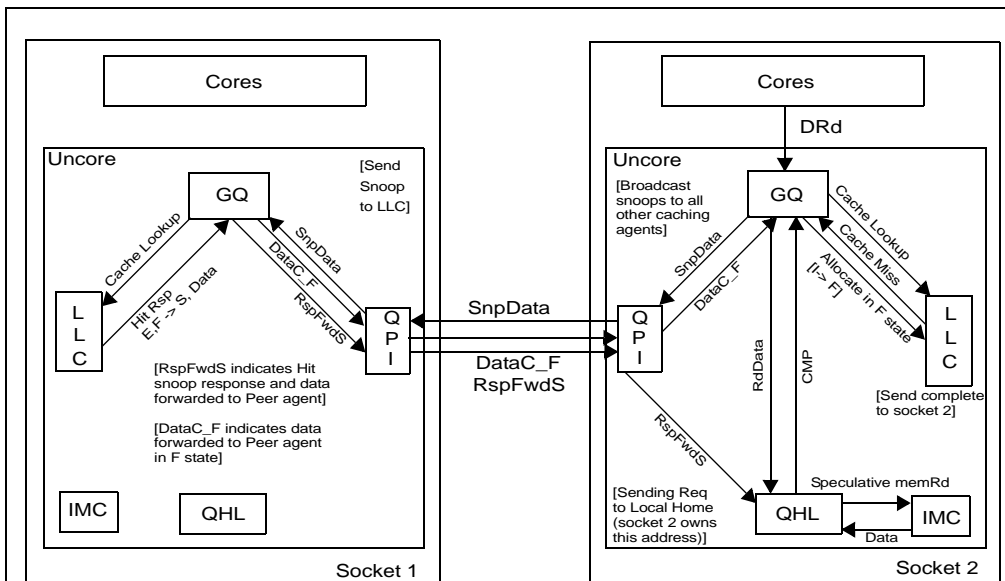 Cores
Uncore
[Send
Snoop
to LLC]
GQ
Cache Lookup
Hit Rsp
E,F -> S, Data
SnpData
DataC_F
RspFwdS
L
L
C
Q
P
I
[RspFwdS indicates Hit
snoop response and data
forwarded to Peer agent]
[DataC_F indicates data
forwarded to Peer agent
in F state]
IMC
QHL
Socket 1
SnpData
DataC_F
RspFwdS
Cores
DRd
Uncore
[Broadcast
snoops to all
other caching
agents]
GQ
Cache Lookup
Cache Miss
Allocate in
[I-> F]
F state
SnpData
DataC_F
Q
P
I
L
L
C
RdData
CMP
[Send complete
to socket 2]
RspFwdS
[Sending Req
to Local Home
(socket 2 owns
this address)]
QHL
Speculative memRd
Data
IMC
Socket 2